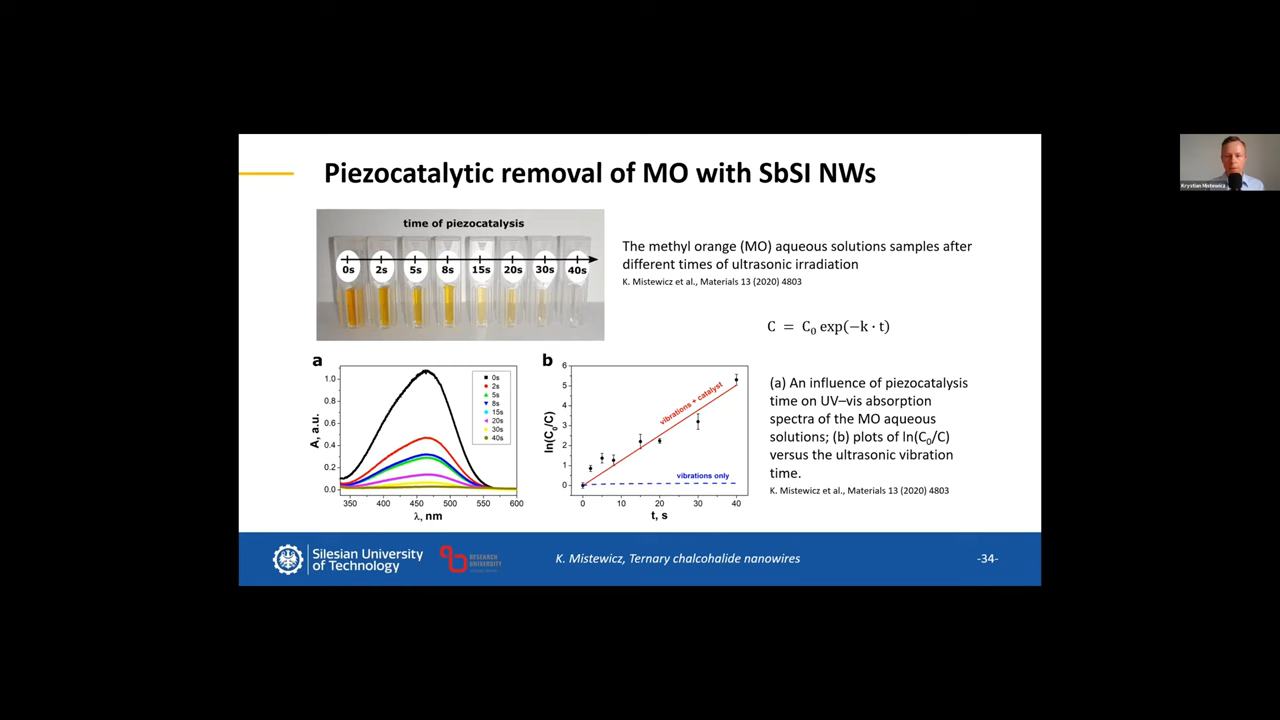 Piezocatalytic removal of MO with SbSI NWs
time of piezocatalysis
0s 2s 5s 8s 15s 20s 30s 40s
The methyl orange (MO) aqueous solutions samples after
different times of ultrasonic irradiation
K. Mistewicz et al., Materials 13 (2020) 4803
C = C₀ exp(−k · t)
a
1.0
0.8
0.6
0.4
0.2
0.0
A, a.u.
350 400 450 500 550 600
λ, nm
0s
2s
5s
8s
15s
20s
30s
40s
b
6
5
4
3
2
1
0
ln(C₀/C)
vibrations + catalyst
vibrations only
0 10 20 30 40
t, s
(a) An influence of piezocatalysis
time on UV–vis absorption
spectra of the MO aqueous
solutions; (b) plots of ln(C₀/C)
versus the ultrasonic vibration
time.
K. Mistewicz et al., Materials 13 (2020) 4803
Silesian University
of Technology
RESEARCH
UNIVERSITY
K. Mistewicz, Ternary chalcohalide nanowires
-34-
Krystian Mistewicz